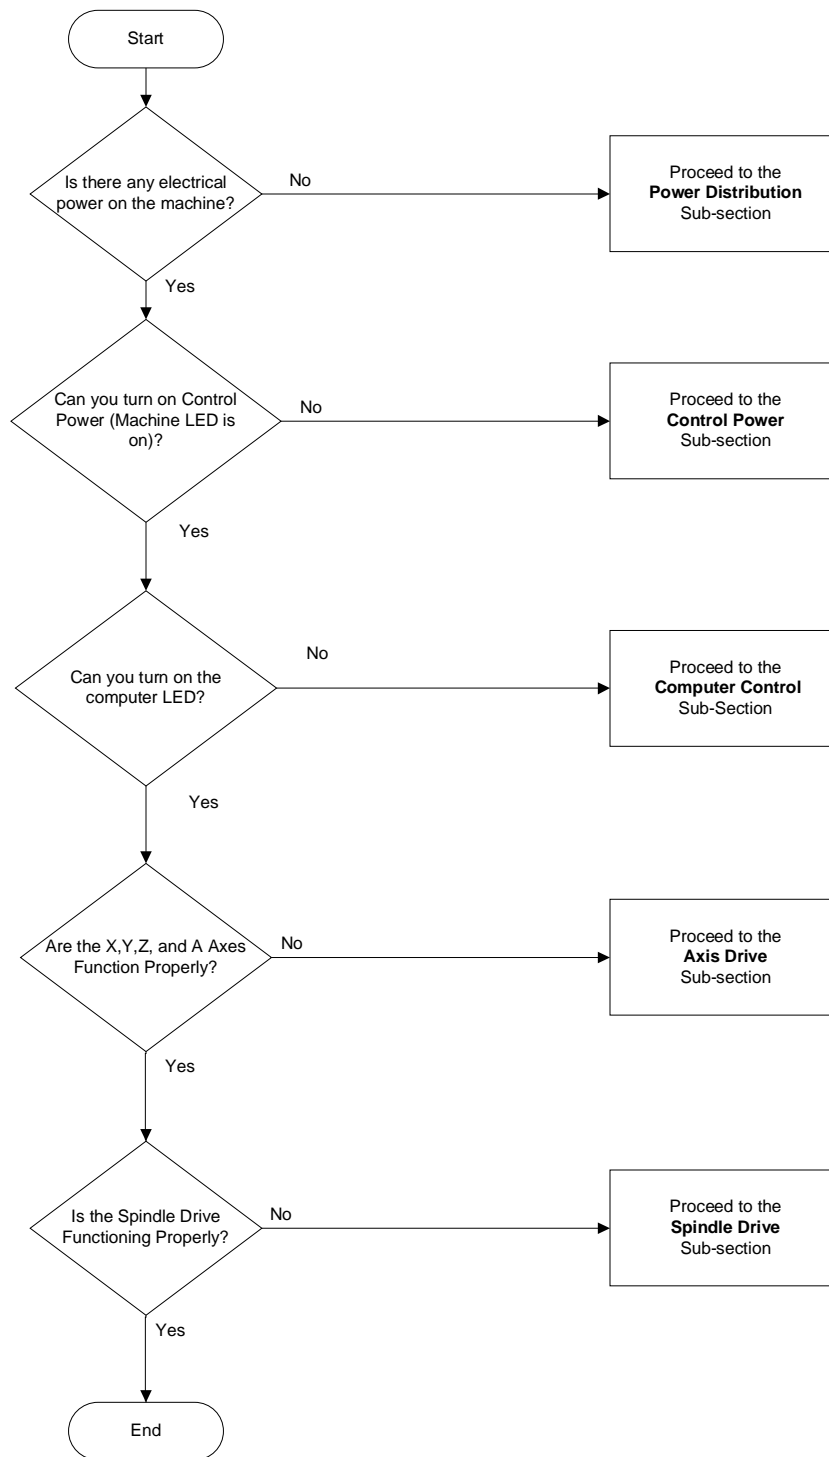 Start
Is there any electrical
power on the machine?
No
Proceed to the
Power Distribution
Sub-section
Yes
Can you turn on Control
Power (Machine LED is
on)?
No
Proceed to the
Control Power
Sub-section
Yes
Can you turn on the
computer LED?
No
Proceed to the
Computer Control
Sub-Section
Yes
Are the X,Y,Z, and A Axes
Function Properly?
No
Proceed to the
Axis Drive
Sub-section
Yes
Is the Spindle Drive
Functioning Properly?
No
Proceed to the
Spindle Drive
Sub-section
Yes
End